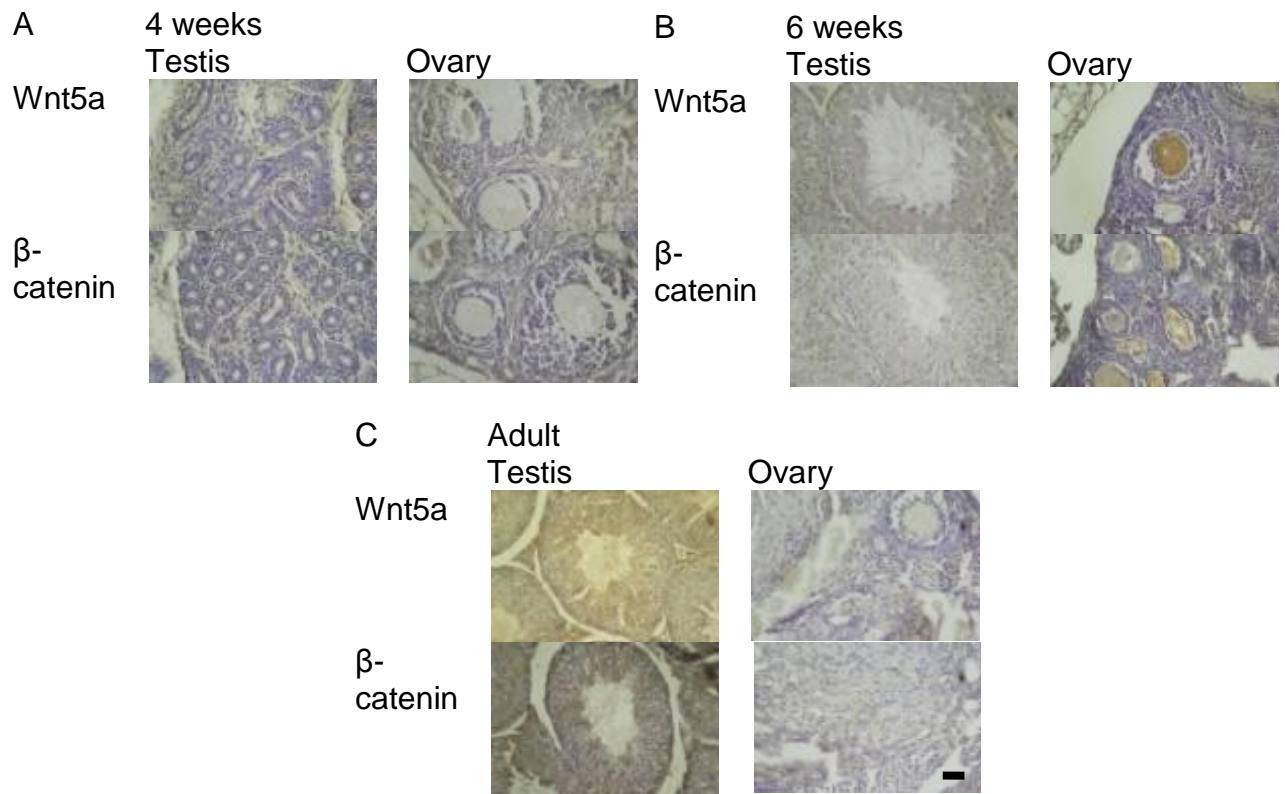 A 4 weeks
Testis Ovary
Wnt5a
β-
catenin
B 6 weeks
Testis Ovary
Wnt5a
β-
catenin
C Adult
Testis Ovary
Wnt5a
β-
catenin